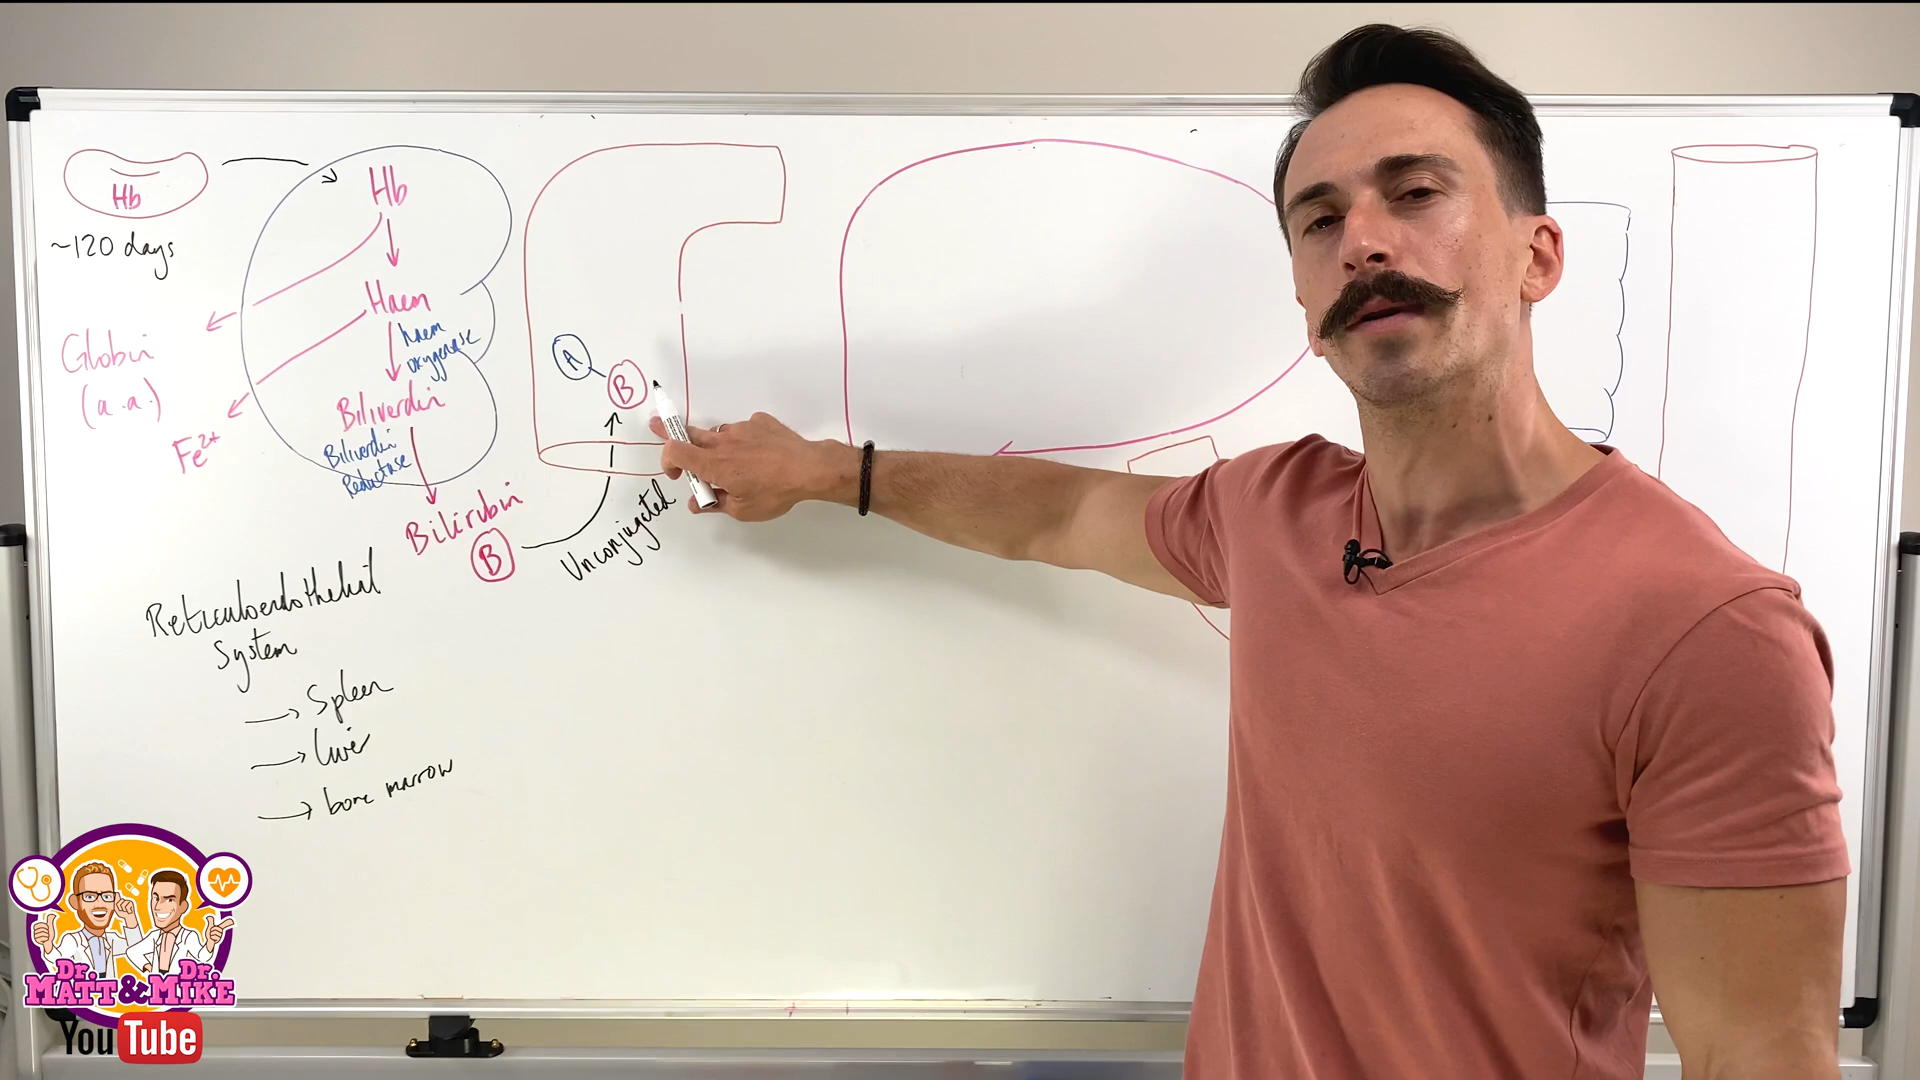 Hb
~120 days
Globin
(a.a.)
Fe2+
Hb
Haem
haem
oxygenase
Biliverdin
Biliverdin
Reductase
Bilirubin
B
A
B
Unconjugated
Reticuloendothelial
System
→ Spleen
→ liver
→ bone marrow
Dr. Dr.
MATT & MIKE
YouTube